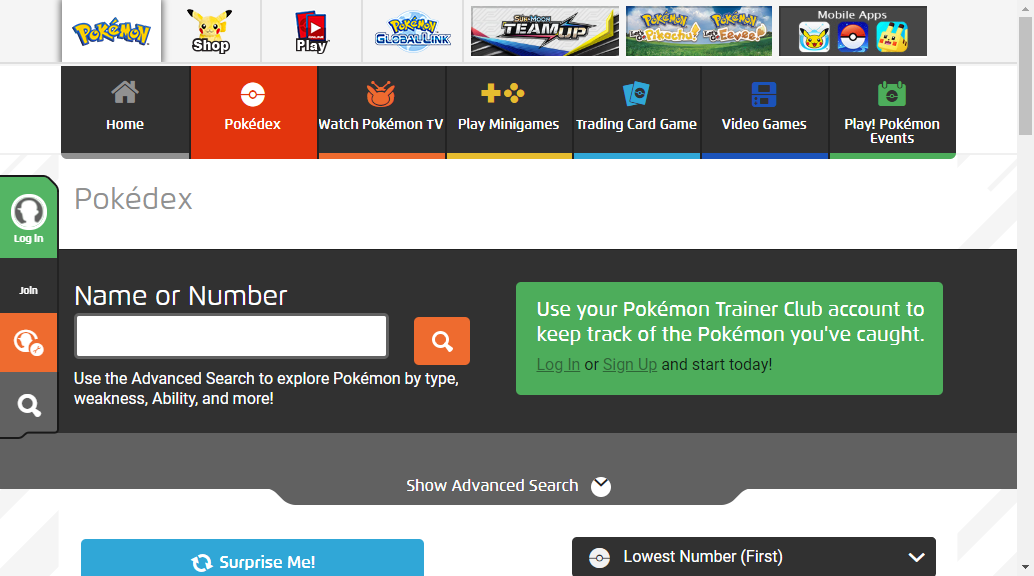 Pokémon
Shop
Play
Pokémon
GLOBAL LINK
SUN & MOON
TEAM UP
Pokémon
Let's Go Pikachu!
Pokémon
Let's Go Eevee!
Mobile Apps
Home
Pokédex
Watch Pokémon TV
Play Minigames
Trading Card Game
Video Games
Play! Pokémon
Events
Pokédex
Log In
Join
Name or Number
Use the Advanced Search to explore Pokémon by type,
weakness, Ability, and more!
Use your Pokémon Trainer Club account to
keep track of the Pokémon you've caught.
Log In or Sign Up and start today!
Show Advanced Search
Surprise Me!
Lowest Number (First)